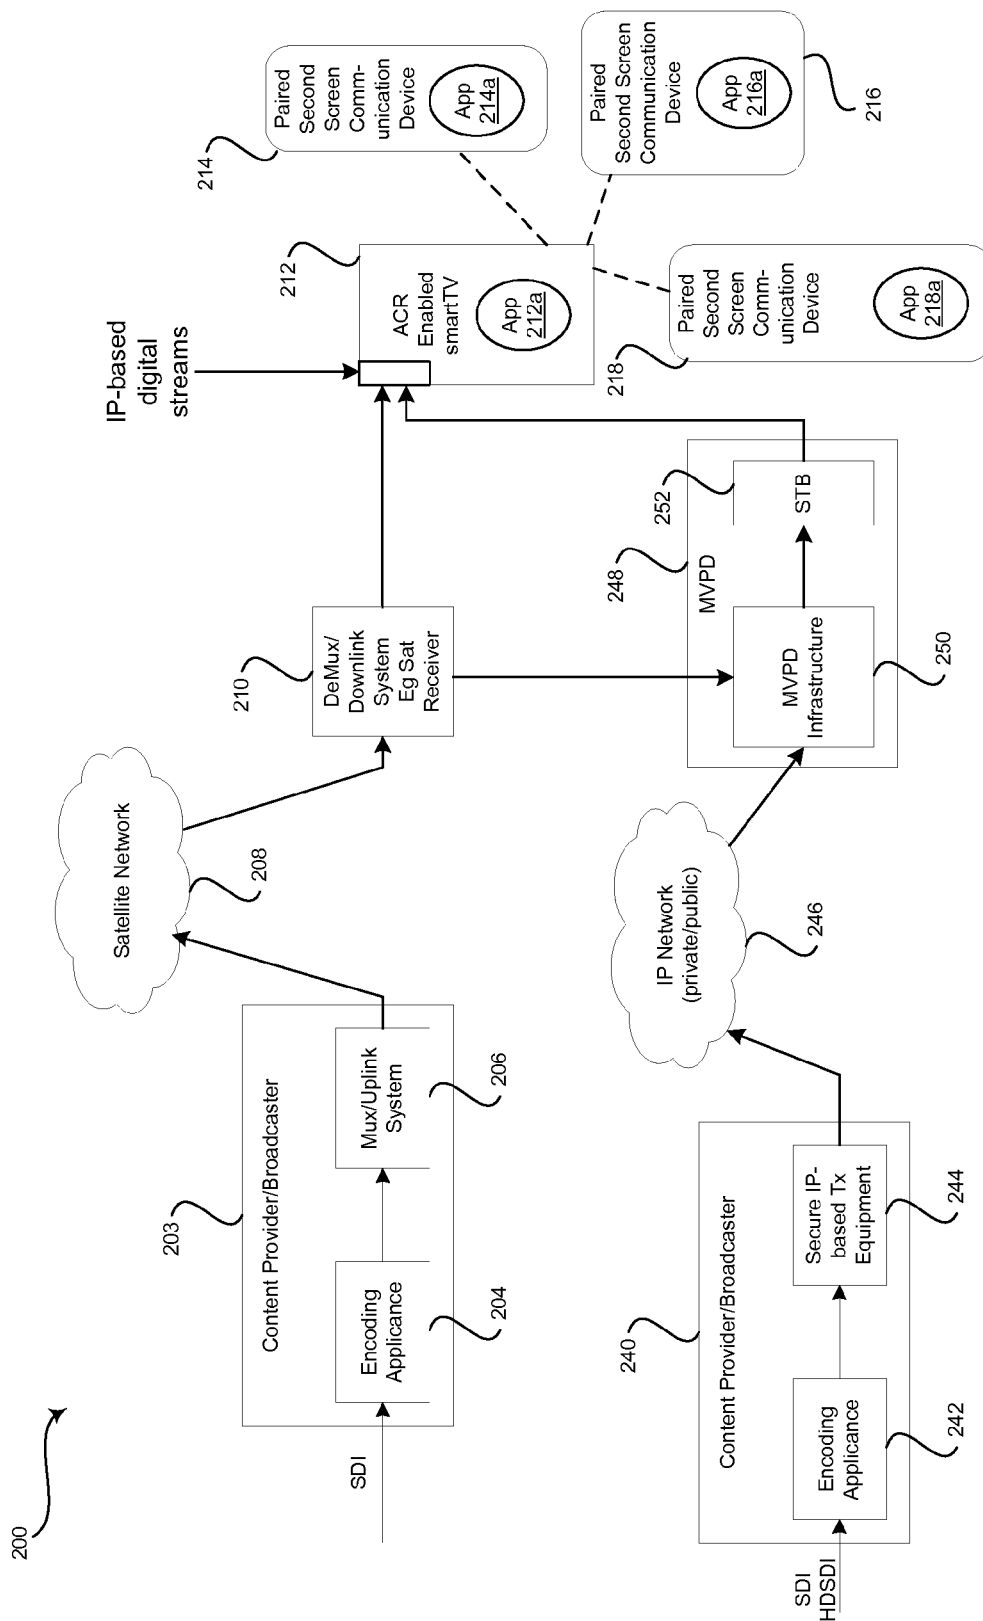 200
SDI
203
Content Provider/Broadcaster
Encoding
Applicance
204
Mux/Uplink
System
206
Satellite Network
208
210
DeMux/
Downlink
System
Eg Sat
Receiver
IP-based
digital
streams
212
ACR
Enabled
smartTV
App
212a
214
Paired
Second
Screen
Comm-
unication
Device
App
214a
Paired
Second Screen
Communication
Device
App
216a
216
218
Paired
Second
Screen
Comm-
unication
Device
App
218a
SDI
HDSDI
240
Content Provider/Broadcaster
Encoding
Applicance
242
Secure IP-
based Tx
Equipment
244
IP Network
(private/public)
246
248
MVPD
MVPD
Infrastructure
250
252
STB